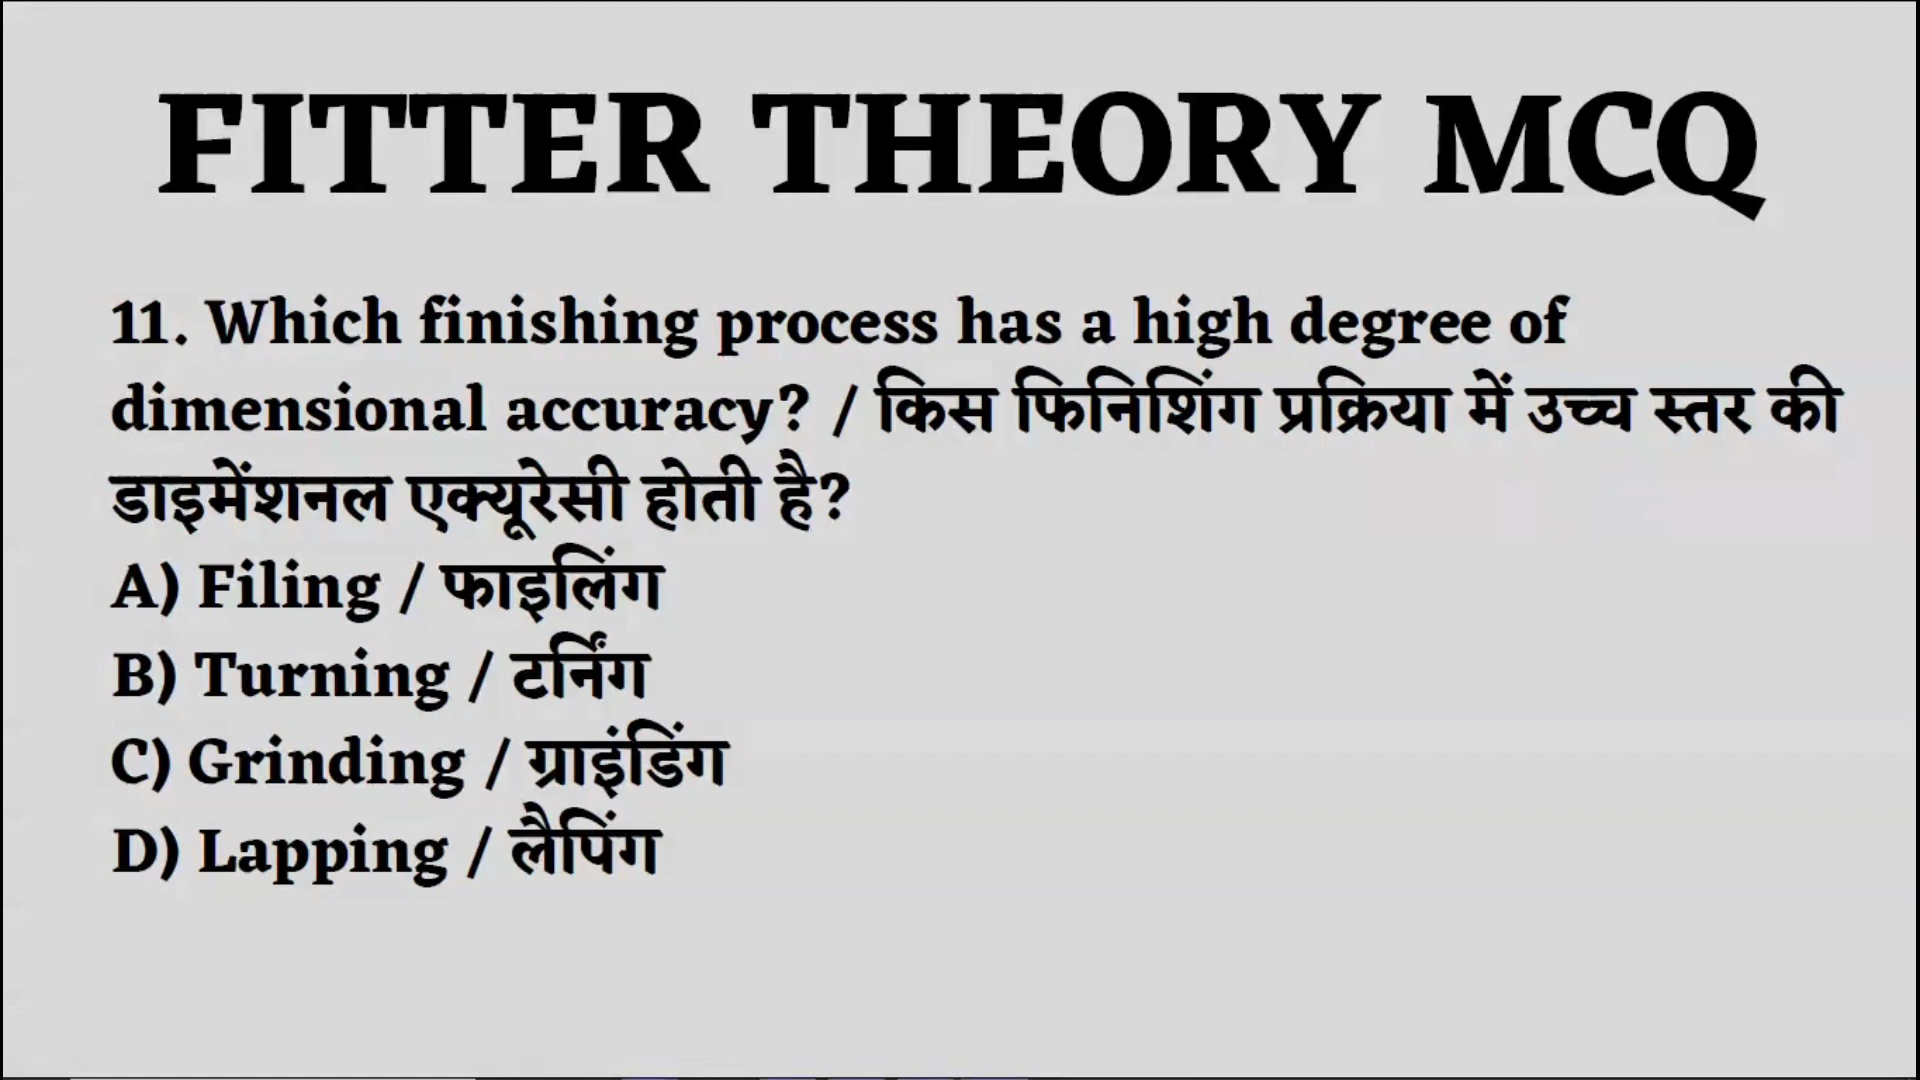 FITTER THEORY MCQ
11. Which finishing process has a high degree of
dimensional accuracy? / किस फिनिशिंग प्रक्रिया में उच्च स्तर की
डाइमेंशनल एक्यूरेसी होती है?
A) Filing / फाइलिंग
B) Turning / टर्निंग
C) Grinding / ग्राइंडिंग
D) Lapping / लैपिंग